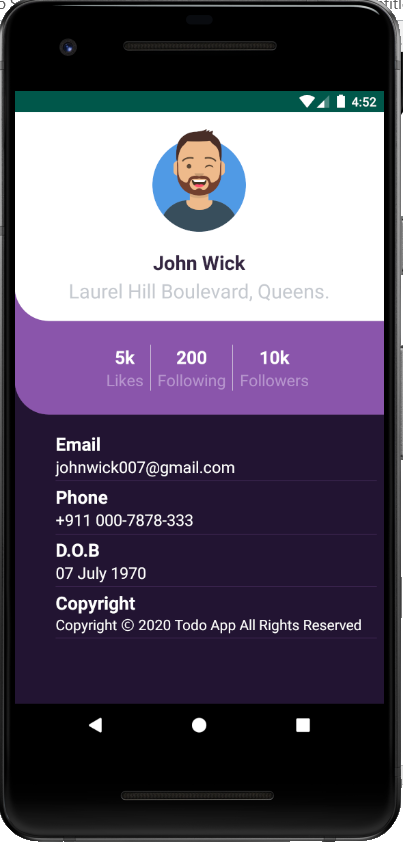 4:52
John Wick
Laurel Hill Boulevard, Queens.
5k 200 10k
Likes Following Followers
Email
johnwick007@gmail.com
Phone
+911 000-7878-333
D.O.B
07 July 1970
Copyright
Copyright © 2020 Todo App All Rights Reserved